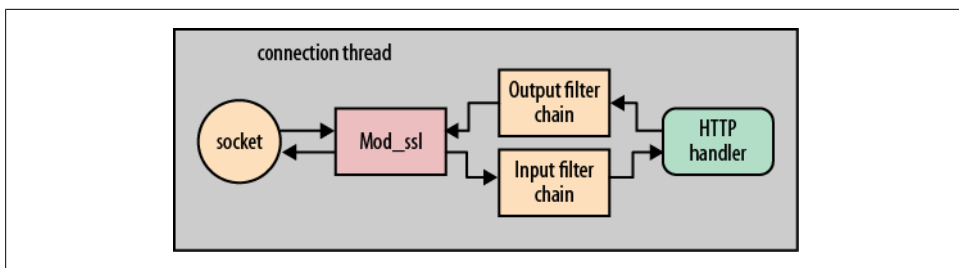 connection thread
socket
Mod_ssl
Output filter
chain
Input filter
chain
HTTP
handler